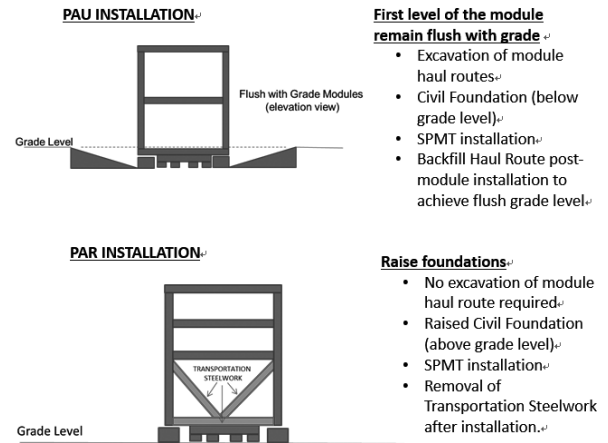 PAU INSTALLATION
First level of the module
remain flush with grade
• Excavation of module
haul routes
• Civil Foundation (below
grade level)
• SPMT installation
• Backfill Haul Route post-
module installation to
achieve flush grade level
Flush with Grade Modules
(elevation view)
Grade Level
PAR INSTALLATION
Raise foundations
• No excavation of module
haul route required
• Raised Civil Foundation
(above grade level)
• SPMT installation
• Removal of
Transportation Steelwork
after installation.
TRANSPORTATION
STEELWORK
Grade Level